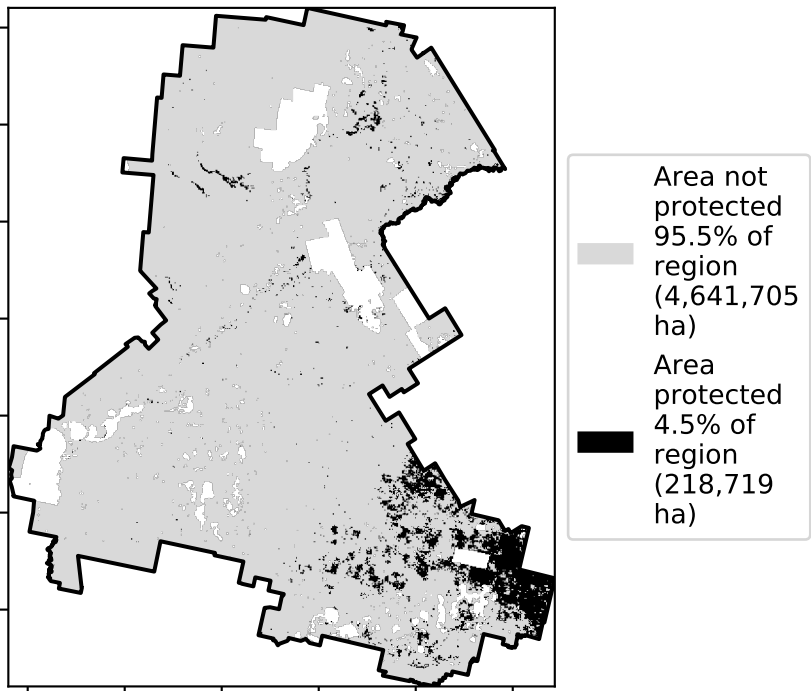 Area not
protected
95.5% of
region
(4,641,705
ha)
Area
protected
4.5% of
region
(218,719
ha)